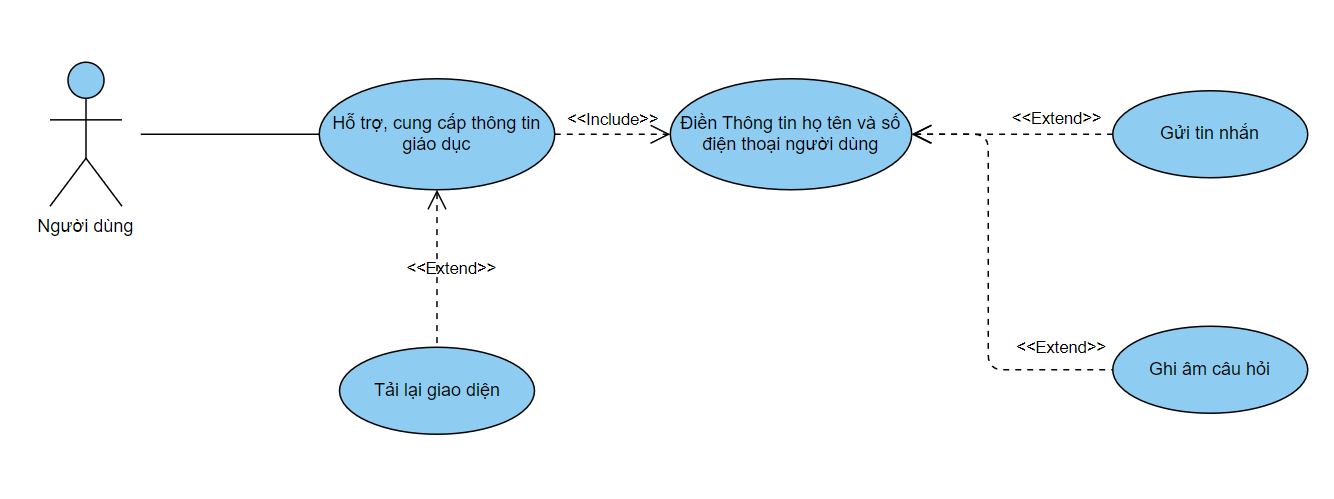 Hỗ trợ, cung cấp thông tin
giáo dục
<<Include>>
Điền Thông tin họ tên và số
điện thoại người dùng
<<Extend>>
Gửi tin nhắn
Người dùng
<<Extend>>
<<Extend>>
Ghi âm câu hỏi
Tải lại giao diện